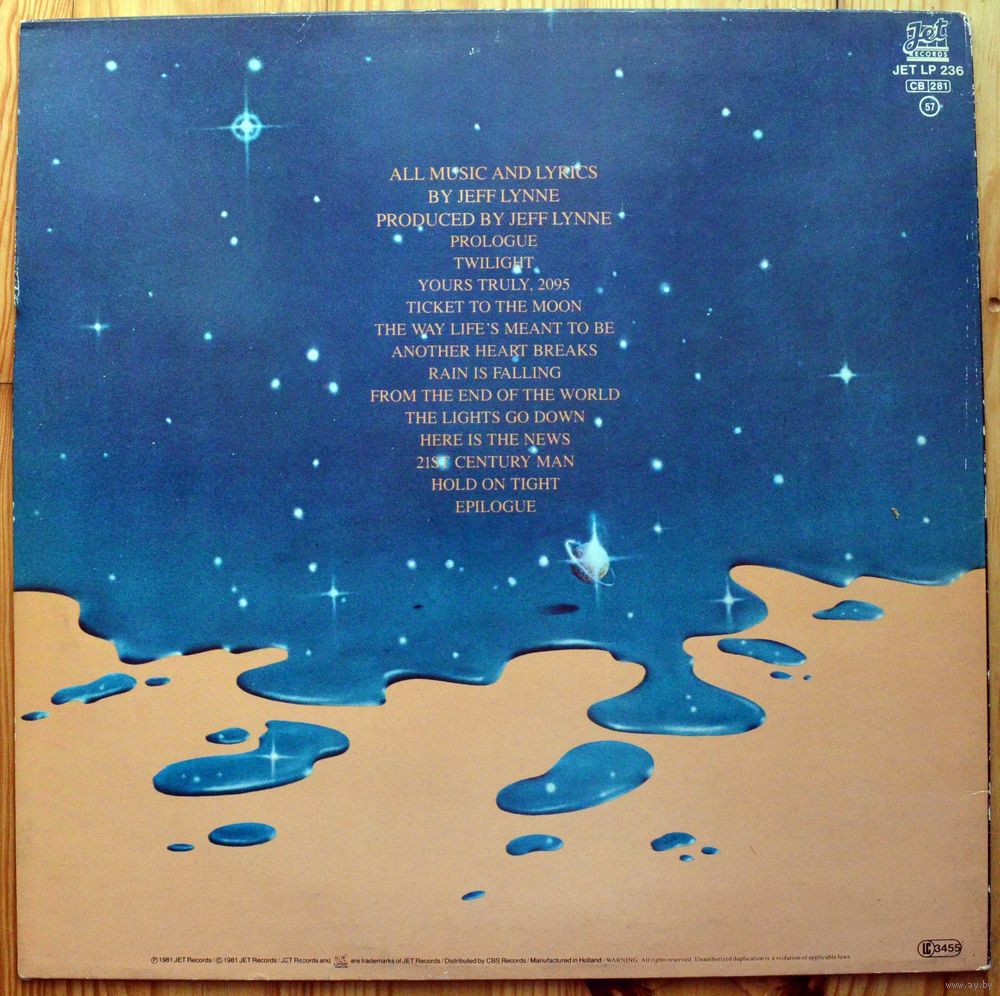 Jet
RECORDS
JET LP 236
CB 281
57
ALL MUSIC AND LYRICS
BY JEFF LYNNE
PRODUCED BY JEFF LYNNE
PROLOGUE
TWILIGHT
YOURS TRULY, 2095
TICKET TO THE MOON
THE WAY LIFE'S MEANT TO BE
ANOTHER HEART BREAKS
RAIN IS FALLING
FROM THE END OF THE WORLD
THE LIGHTS GO DOWN
HERE IS THE NEWS
21ST CENTURY MAN
HOLD ON TIGHT
EPILOGUE
LC 3455
℗ 1981 JET Records / © 1981 JET Records / JET Records and Jet are trademarks of JET Records / Distributed by CBS Records / Manufactured in Holland / WARNING: All rights reserved. Unauthorized duplication is a violation of applicable laws.
www.ay.by